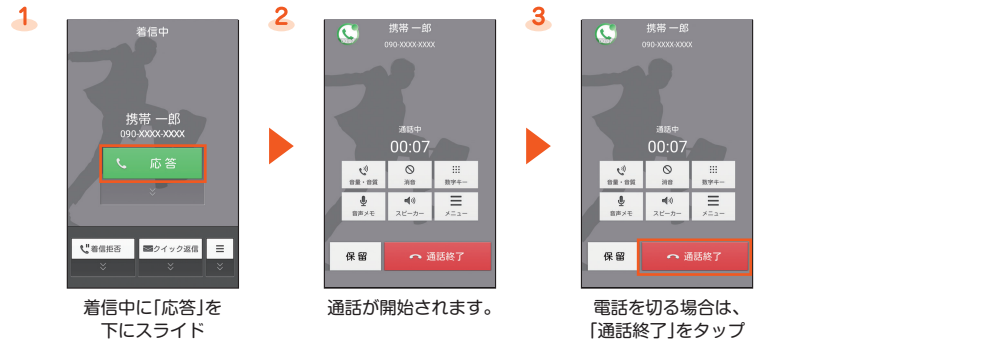 1
着信中
携帯 一郎
090-XXXX-XXXX
応答
着信拒否
クイック返信
着信中に「応答」を
下にスライド
2
携帯 一郎
090-XXXX-XXXX
通話中
00:07
音量・音質
消音
数字キー
音声メモ
スピーカー
メニュー
保留
通話終了
通話が開始されます。
3
携帯 一郎
090-XXXX-XXXX
通話中
00:07
音量・音質
消音
数字キー
音声メモ
スピーカー
メニュー
保留
通話終了
電話を切る場合は、
「通話終了」をタップ